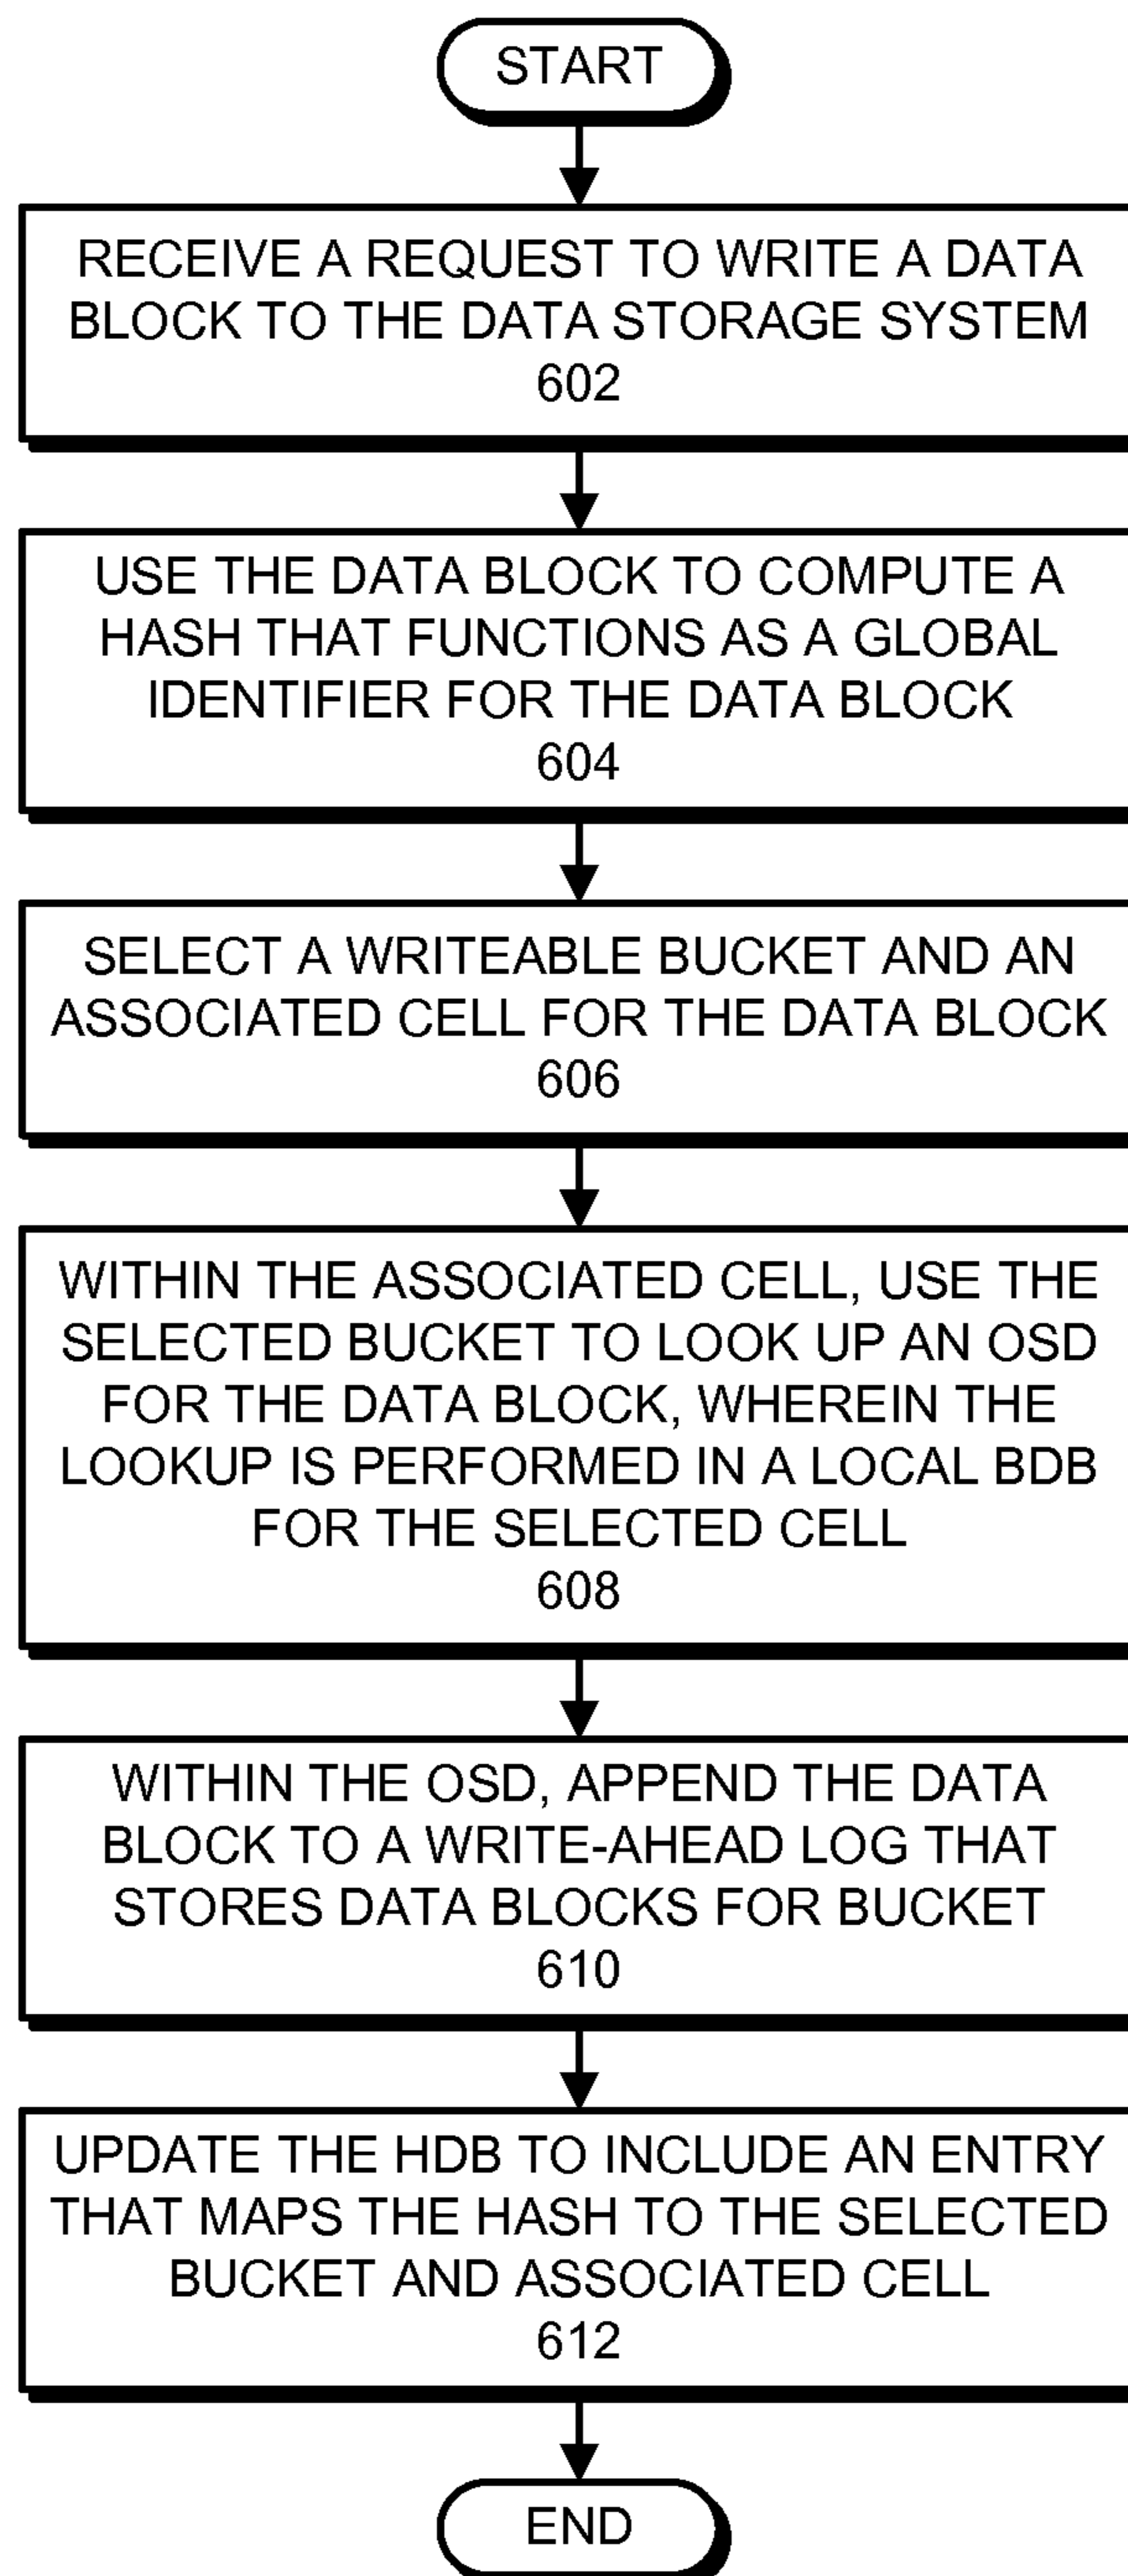 START
RECEIVE A REQUEST TO WRITE A DATA
BLOCK TO THE DATA STORAGE SYSTEM
602
USE THE DATA BLOCK TO COMPUTE A
HASH THAT FUNCTIONS AS A GLOBAL
IDENTIFIER FOR THE DATA BLOCK
604
SELECT A WRITEABLE BUCKET AND AN
ASSOCIATED CELL FOR THE DATA BLOCK
606
WITHIN THE ASSOCIATED CELL, USE THE
SELECTED BUCKET TO LOOK UP AN OSD
FOR THE DATA BLOCK, WHEREIN THE
LOOKUP IS PERFORMED IN A LOCAL BDB
FOR THE SELECTED CELL
608
WITHIN THE OSD, APPEND THE DATA
BLOCK TO A WRITE-AHEAD LOG THAT
STORES DATA BLOCKS FOR BUCKET
610
UPDATE THE HDB TO INCLUDE AN ENTRY
THAT MAPS THE HASH TO THE SELECTED
BUCKET AND ASSOCIATED CELL
612
END